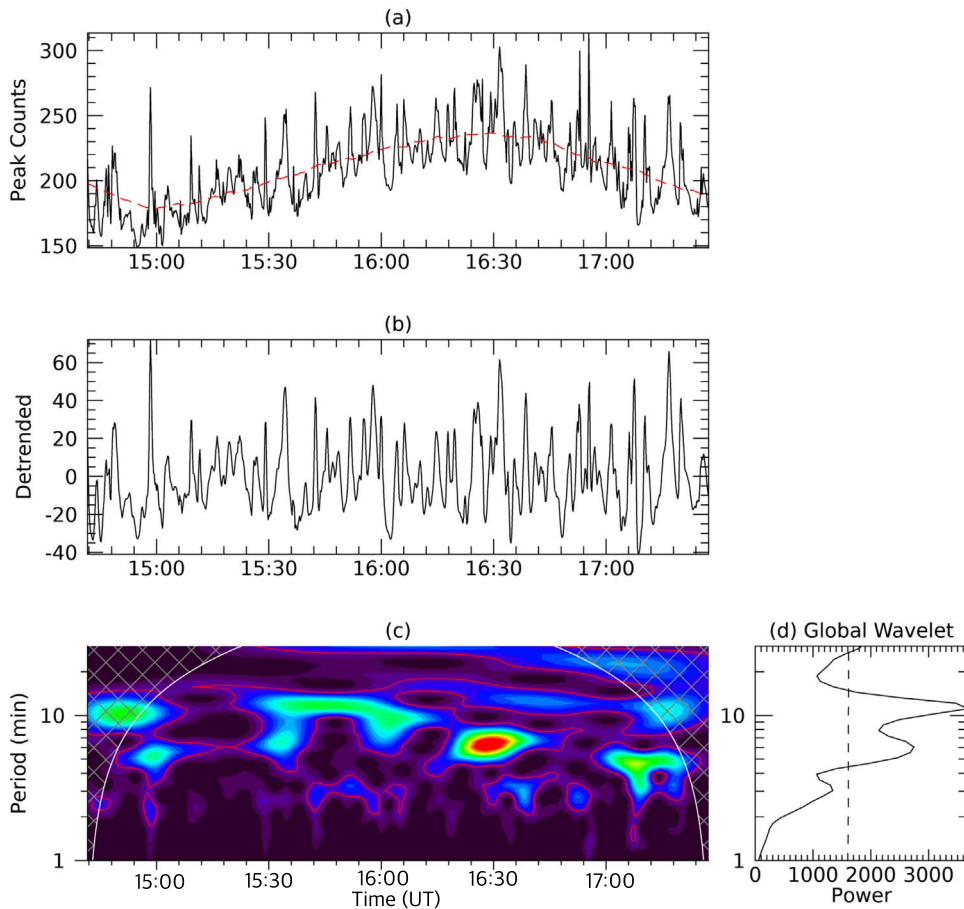 (a)
Peak Counts
300
250
200
150
15:00 15:30 16:00 16:30 17:00
(b)
Detrended
60
40
20
0
-20
-40
15:00 15:30 16:00 16:30 17:00
(c)
Period (min)
10
1
15:00 15:30 16:00 16:30 17:00
Time (UT)
(d) Global Wavelet
10
1
0 1000 2000 3000
Power